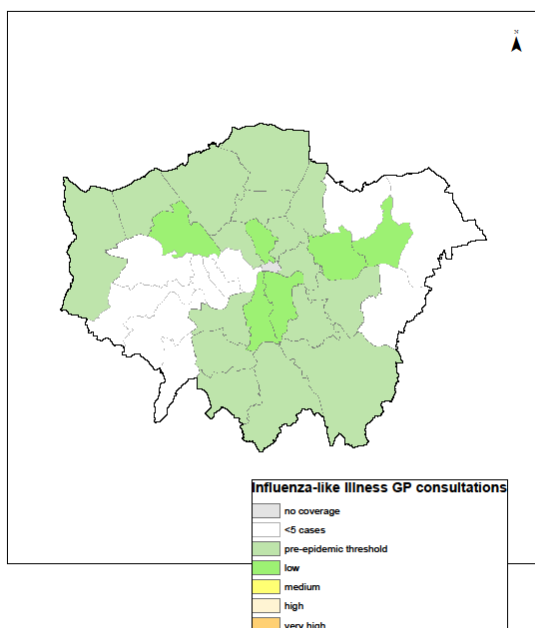 Influenza-like Illness GP consultations
no coverage
<5 cases
pre-epidemic threshold
low
medium
high
very high